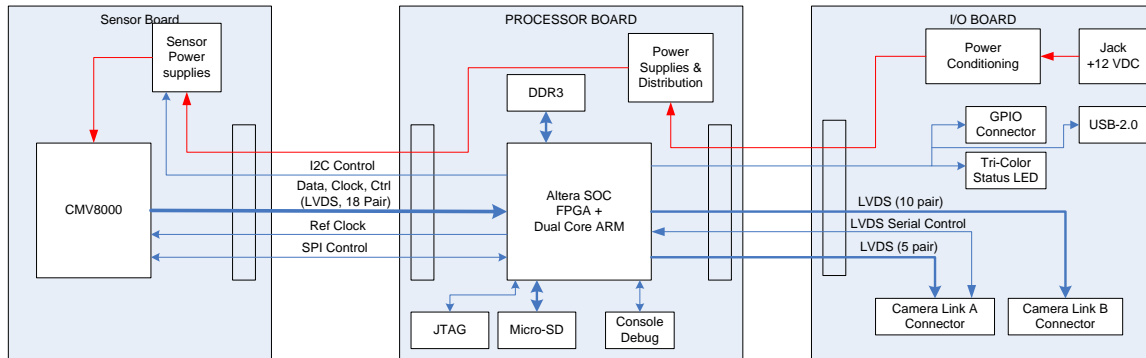 Sensor Board
PROCESSOR BOARD
I/O BOARD
Sensor
Power
supplies
Power
Supplies &
Distribution
Power
Conditioning
Jack
+12 VDC
DDR3
GPIO
Connector
USB-2.0
Tri-Color
Status LED
I2C Control
Data, Clock, Ctrl
(LVDS, 18 Pair)
CMV8000
Ref Clock
SPI Control
Altera SOC
FPGA +
Dual Core ARM
LVDS (10 pair)
LVDS Serial Control
LVDS (5 pair)
JTAG
Micro-SD
Console
Debug
Camera Link A
Connector
Camera Link B
Connector